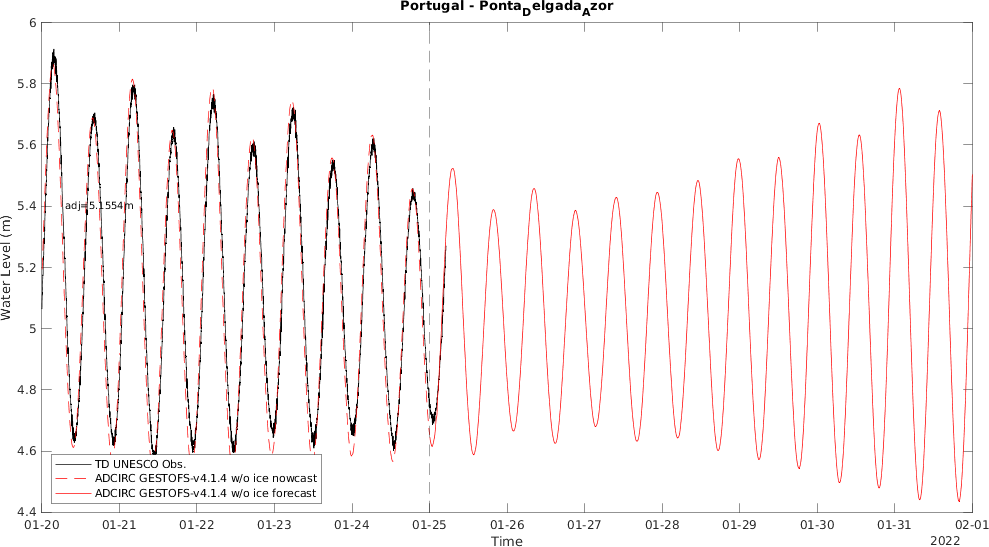 Portugal - PontaDelgadaAzor
6
5.8
5.6
5.4
5.2
5
4.8
4.6
4.4
Water Level (m)
adj=5.1554m
TD UNESCO Obs.
ADCIRC GESTOFS-v4.1.4 w/o ice nowcast
ADCIRC GESTOFS-v4.1.4 w/o ice forecast
01-20 01-21 01-22 01-23 01-24 01-25 01-26 01-27 01-28 01-29 01-30 01-31 02-01
Time
2022